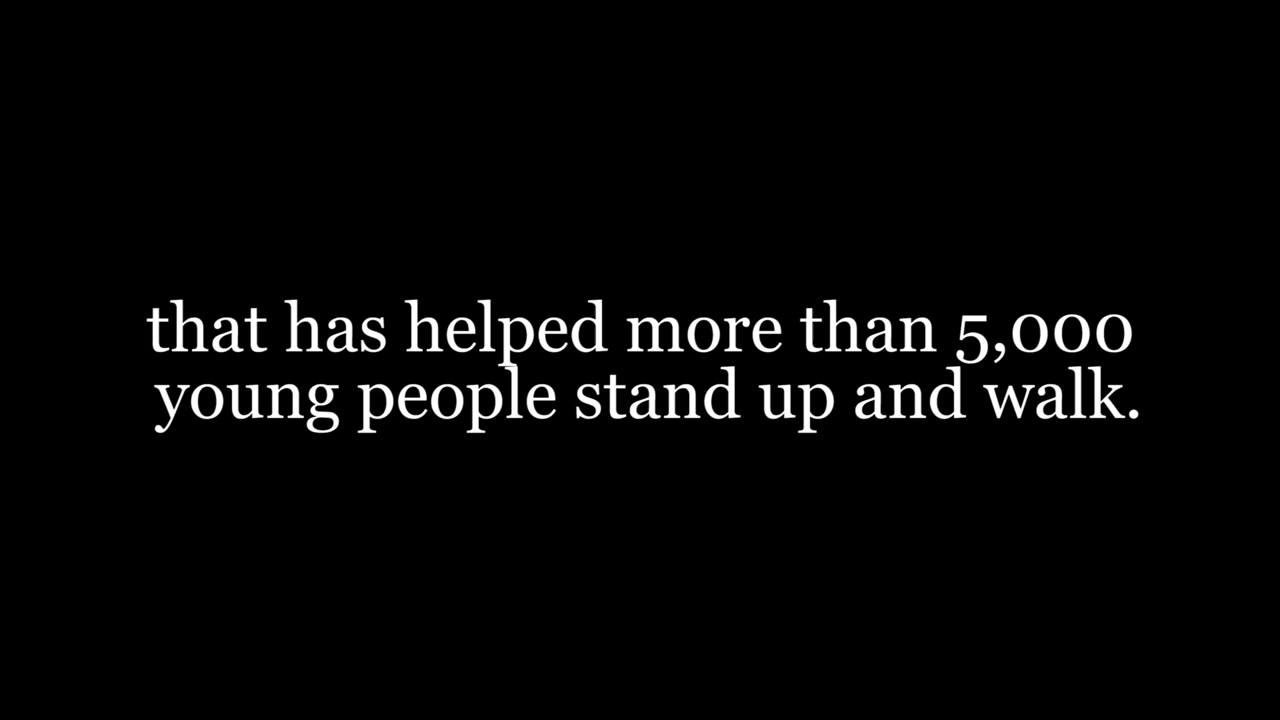 that has helped more than 5,000
young people stand up and walk.